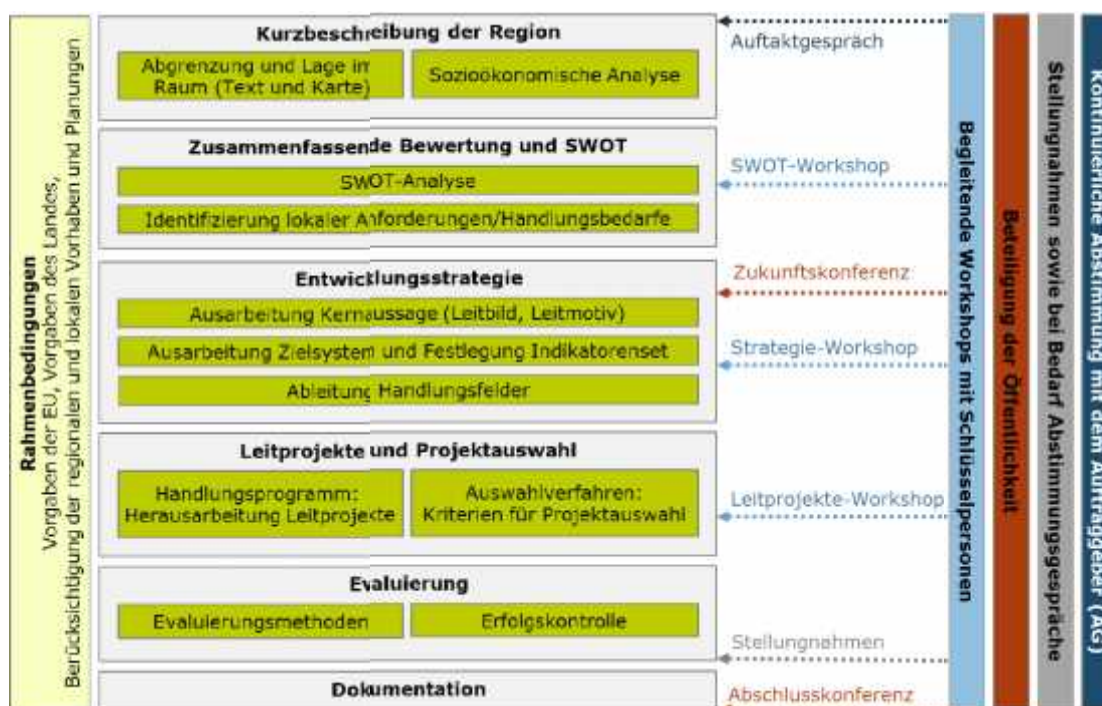 Rahmenbedingungen
Vorgaben der EU, Vorgaben des Landes,
Berücksichtigung der regionalen und lokalen Vorhaben und Planungen
Kurzbeschreibung der Region
Abgrenzung und Lage im
Raum (Text und Karte)
Sozioökonomische Analyse
Zusammenfassende Bewertung und SWOT
SWOT-Analyse
Identifizierung lokaler Anforderungen/Handlungsbedarfe
Entwicklungsstrategie
Ausarbeitung Kernaussage (Leitbild, Leitmotiv)
Ausarbeitung Zielsystem und Festlegung Indikatorenset
Ableitung Handlungsfelder
Leitprojekte und Projektauswahl
Handlungsprogramm:
Herausarbeitung Leitprojekte
Auswahlverfahren:
Kriterien für Projektauswahl
Evaluierung
Evaluierungsmethoden
Erfolgskontrolle
Dokumentation
Auftaktgespräch
SWOT-Workshop
Zukunftskonferenz
Strategie-Workshop
Leitprojekte-Workshop
Stellungnahmen
Abschlusskonferenz
Begleitende Workshops mit Schlüsselpersonen
Beteiligung der Öffentlichkeit
Stellungnahmen sowie bei Bedarf Abstimmungsgespräche
Kontinuierliche Abstimmung mit dem Auftraggeber (AG)